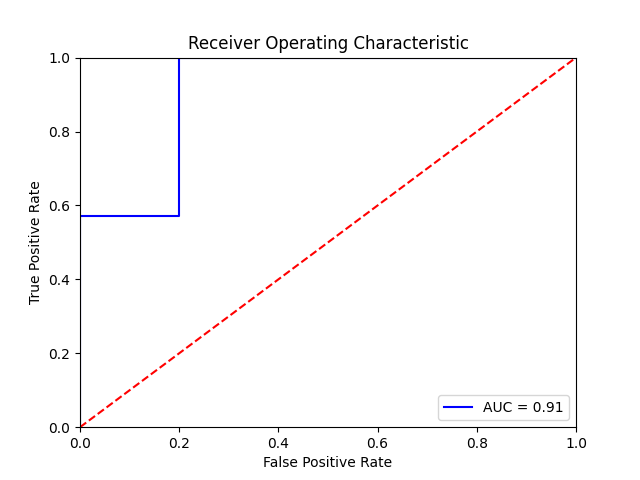 Receiver Operating Characteristic
True Positive Rate
1.0
0.8
0.6
0.4
0.2
0.0
AUC = 0.91
0.0 0.2 0.4 0.6 0.8 1.0
False Positive Rate